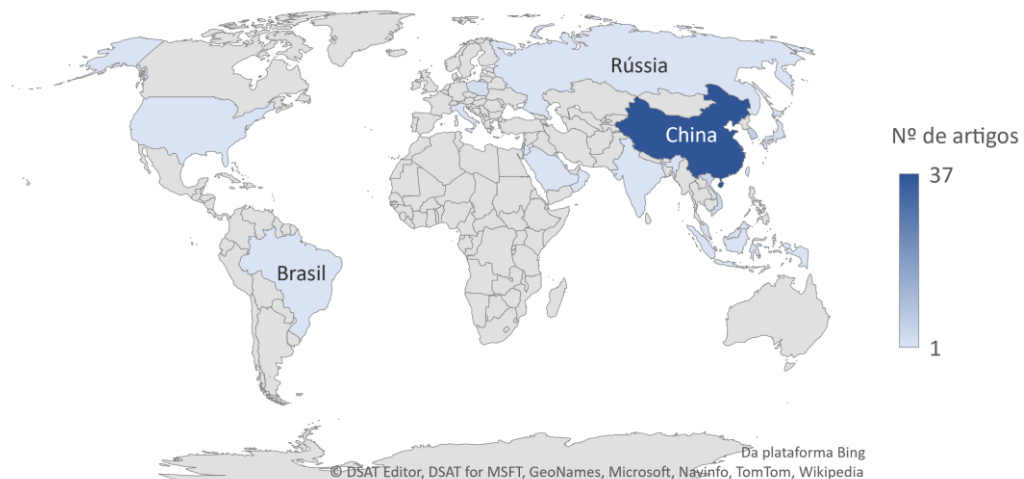 Rússia
China
Brasil
Nº de artigos
37
1
Da plataforma Bing
© DSAT Editor, DSAT for MSFT, GeoNames, Microsoft, Navinfo, TomTom, Wikipedia